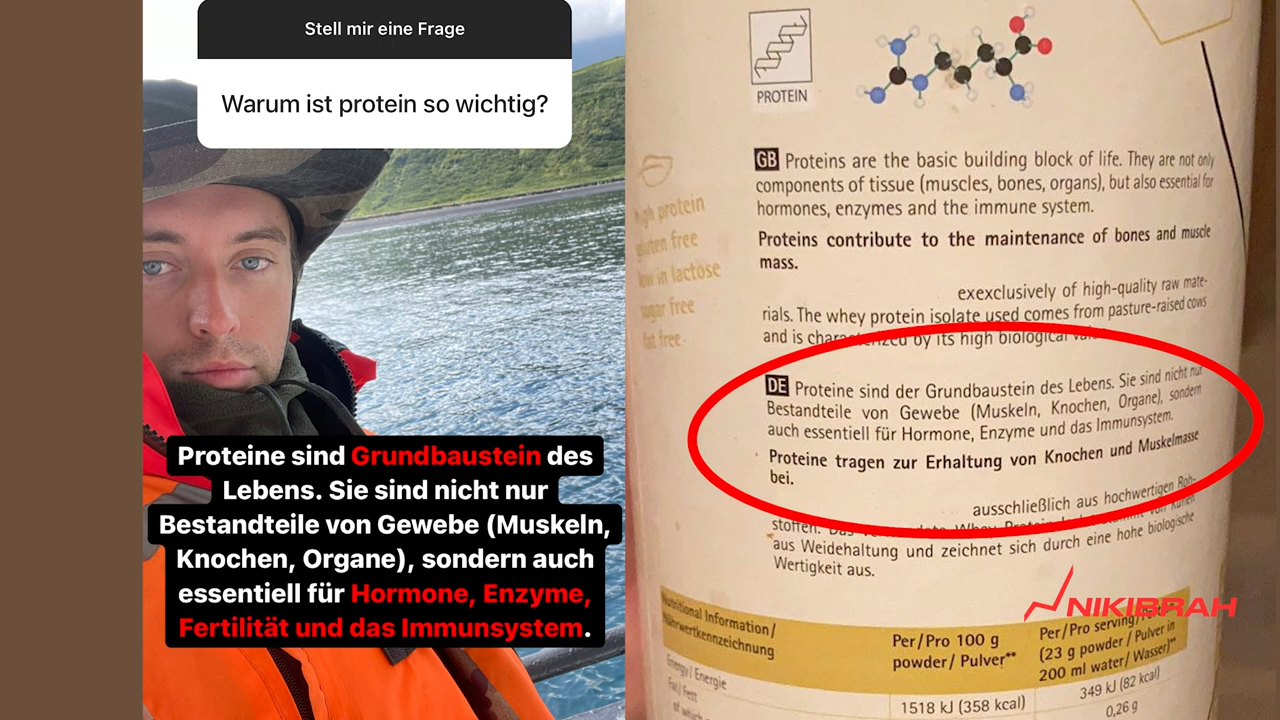 Stell mir eine Frage
Warum ist protein so wichtig?
Proteine sind Grundbaustein des
Lebens. Sie sind nicht nur
Bestandteile von Gewebe (Muskeln,
Knochen, Organe), sondern auch
essentiell für Hormone, Enzyme,
Fertilität und das Immunsystem.
PROTEIN
high protein
gluten free
low in lactose
sugar free
fat free
GB Proteins are the basic building block of life. They are not only
components of tissue (muscles, bones, organs), but also essential for
hormones, enzymes and the immune system.
Proteins contribute to the maintenance of bones and muscle
mass.
exexclusively of high-quality raw mate-
rials. The whey protein isolate used comes from pasture-raised cows
and is characterized by its high biological
DE Proteine sind der Grundbaustein des Lebens. Sie sind nicht nur
Bestandteile von Gewebe (Muskeln, Knochen, Organe), sondern
auch essentiell für Hormone, Enzyme und das Immunsystem.
Proteine tragen zur Erhaltung von Knochen und Muskelmasse
bei.
ausschließlich aus hochwertigen Roh-
stoffen. Das Whey Protein
aus Weidehaltung und zeichnet sich durch eine hohe biologische
Wertigkeit aus.
NIKIBRAH
Nutritional Information/
Nährwertkennzeichnung
Per/Pro 100 g
powder/ Pulver**
Per/Pro serving/
(23 g powder / Pulver in
200 ml water/ Wasser)**
Energy/ Energie
1518 kJ (358 kcal)
349 kJ (82 kcal)
Fat/ Fett
0,26 g
of which